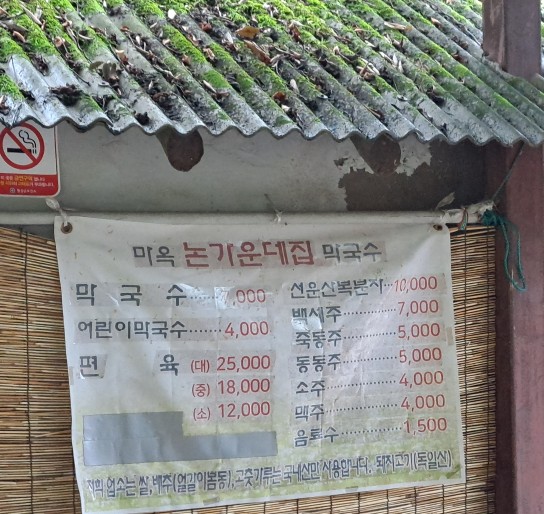 마옥 논가운데집 막국수
막국수 ,000
어린이막국수 4,000
편육 (대) 25,000
(중) 18,000
(소) 12,000
선운산복분자 10,000
백세주 7,000
죽통주 5,000
동동주 5,000
소주 4,000
맥주 4,000
음료수 1,500
저희 업소는 쌀, 배추(얼갈이봄동), 고춧가루는 국내산만 사용합니다. 돼지고기(독일산)